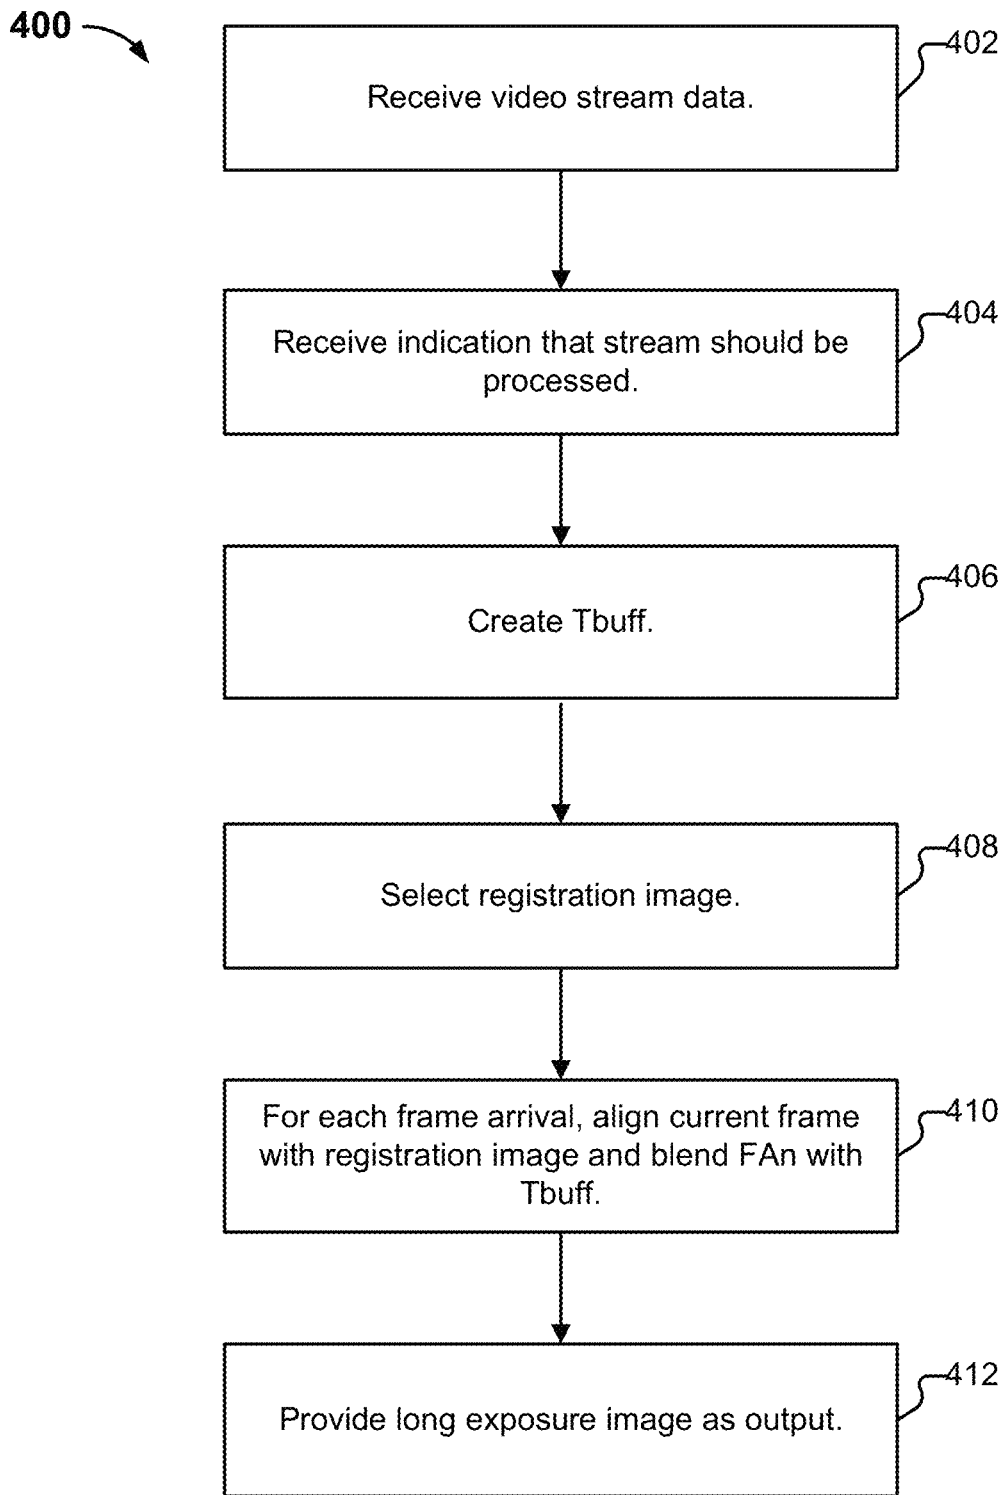 400
402
Receive video stream data.
404
Receive indication that stream should be
processed.
406
Create Tbuff.
408
Select registration image.
410
For each frame arrival, align current frame
with registration image and blend FAn with
Tbuff.
412
Provide long exposure image as output.